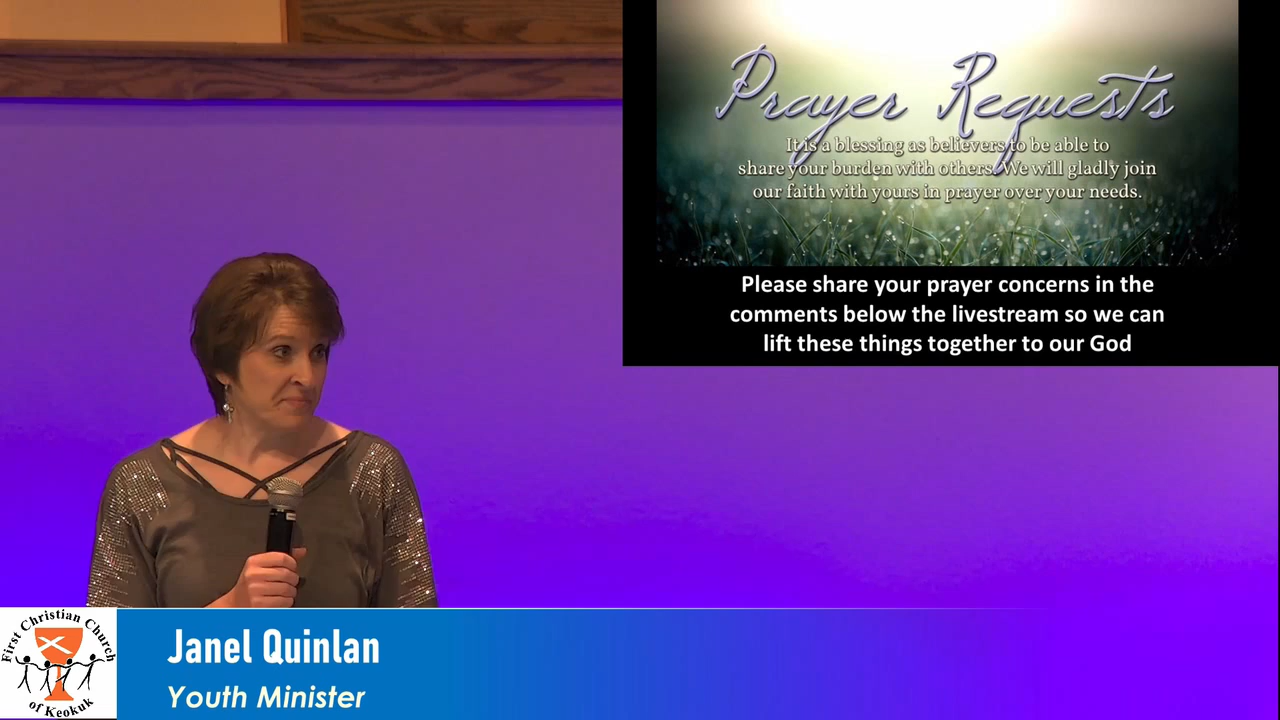 Prayer Requests
It is a blessing as believers to be able to
share your burden with others. We will gladly join
our faith with yours in prayer over your needs.
Please share your prayer concerns in the
comments below the livestream so we can
lift these things together to our God
First Christian Church
of Keokuk
Janel Quinlan
Youth Minister